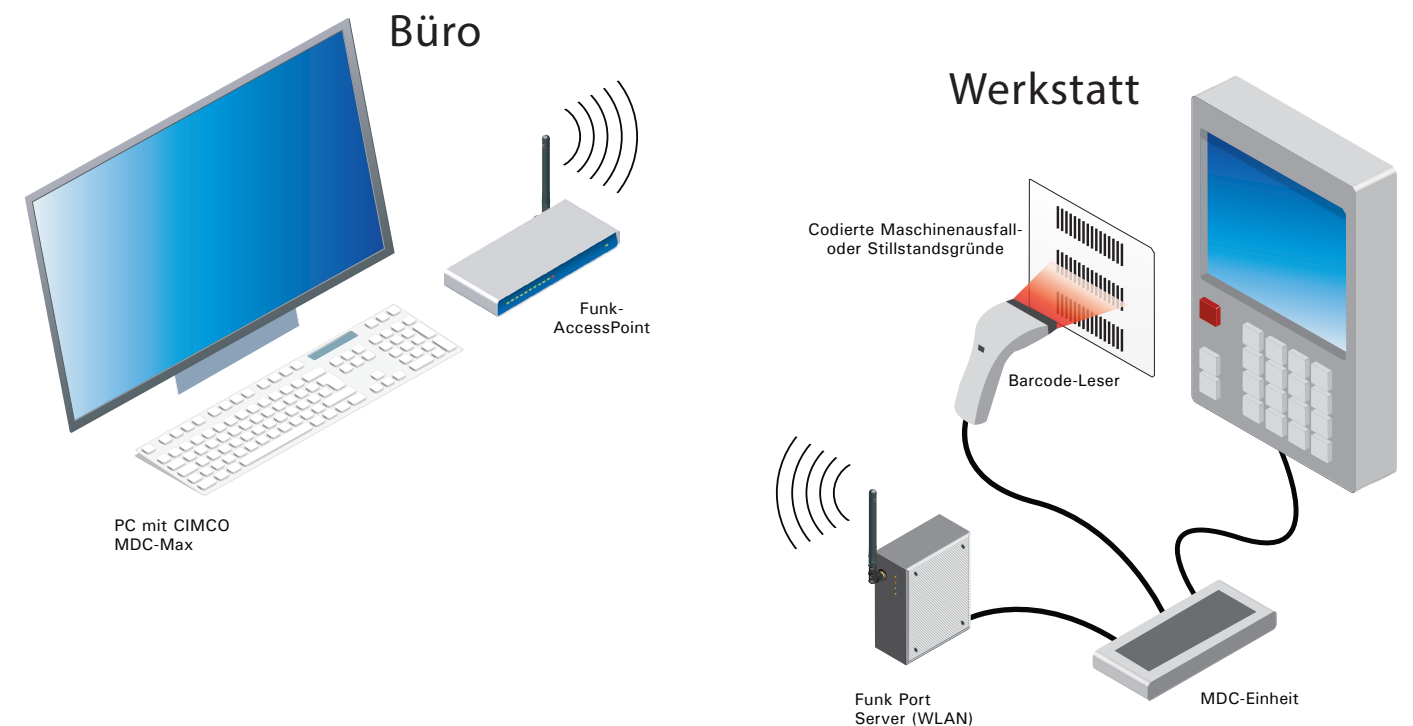 Büro
Werkstatt
Codierte Maschinenausfall-
oder Stillstandsgründe
Funk-
AccessPoint
Barcode-Leser
PC mit CIMCO
MDC-Max
Funk Port
Server (WLAN)
MDC-Einheit